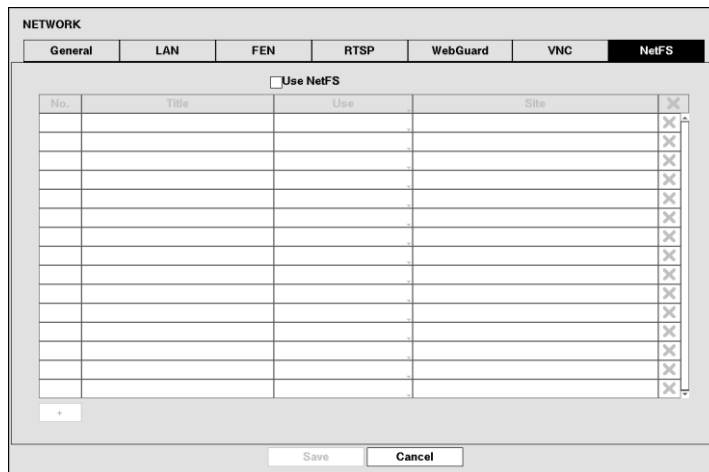 NETWORK
General LAN FEN RTSP WebGuard VNC NetFS
Use NetFS
No. Title Use Site
+
Save Cancel